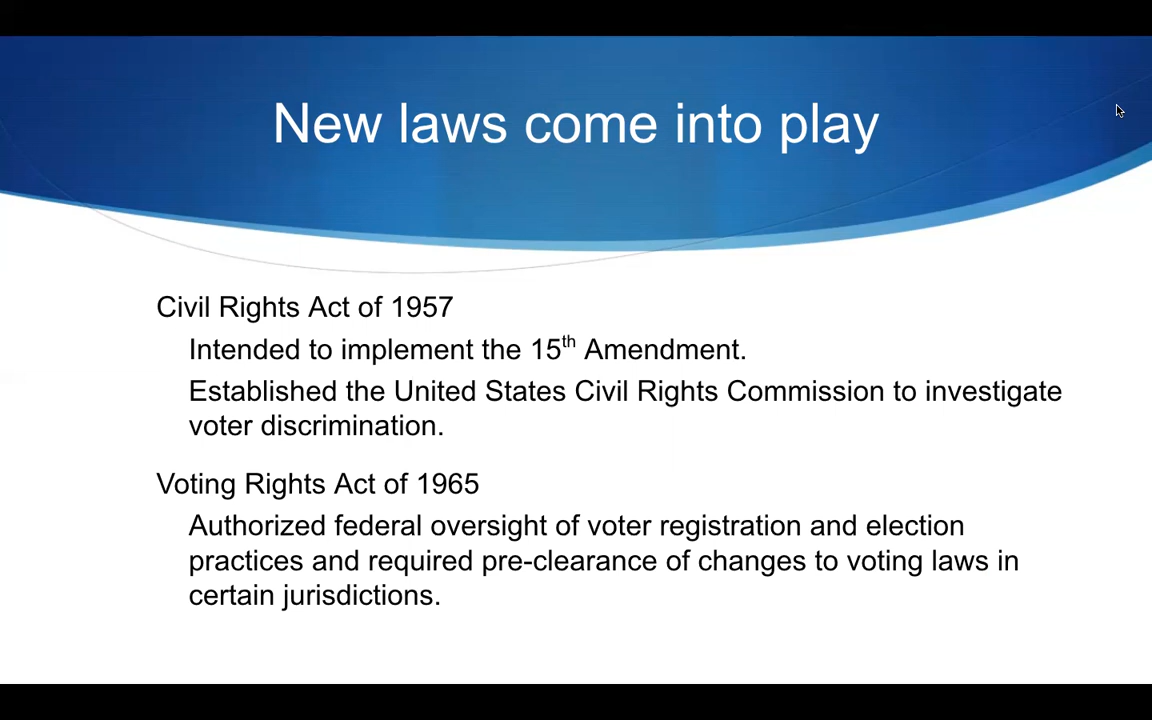 New laws come into play
Civil Rights Act of 1957
Intended to implement the 15th Amendment.
Established the United States Civil Rights Commission to investigate
voter discrimination.
Voting Rights Act of 1965
Authorized federal oversight of voter registration and election
practices and required pre-clearance of changes to voting laws in
certain jurisdictions.